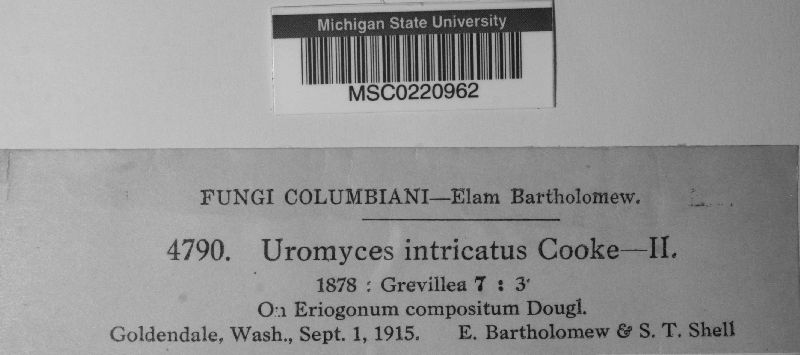 Michigan State University
MSC0220962
FUNGI COLUMBIANI—Elam Bartholomew.
4790. Uromyces intricatus Cooke—II.
1878 : Grevillea 7 : 3
On Eriogonum compositum Dougl.
Goldendale, Wash., Sept. 1, 1915. E. Bartholomew & S. T. Shell